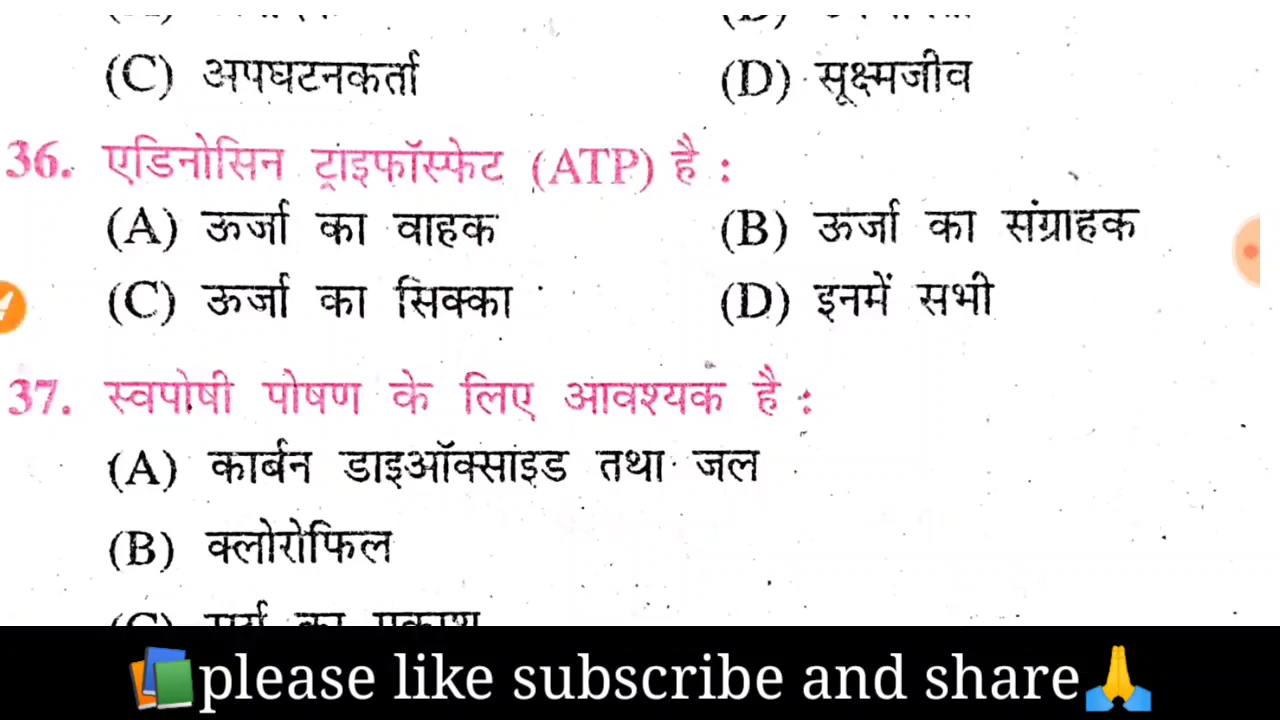 (C) अपघटनकर्ता (D) सूक्ष्मजीव
36. एडिनोसिन ट्राइफॉस्फेट (ATP) है :
(A) ऊर्जा का वाहक (B) ऊर्जा का संग्राहक
(C) ऊर्जा का सिक्का (D) इनमें सभी
37. स्वपोषी पोषण के लिए आवश्यक है :
(A) कार्बन डाइऑक्साइड तथा जल
(B) क्लोरोफिल
(C) सूर्य का प्रकाश
please like subscribe and share